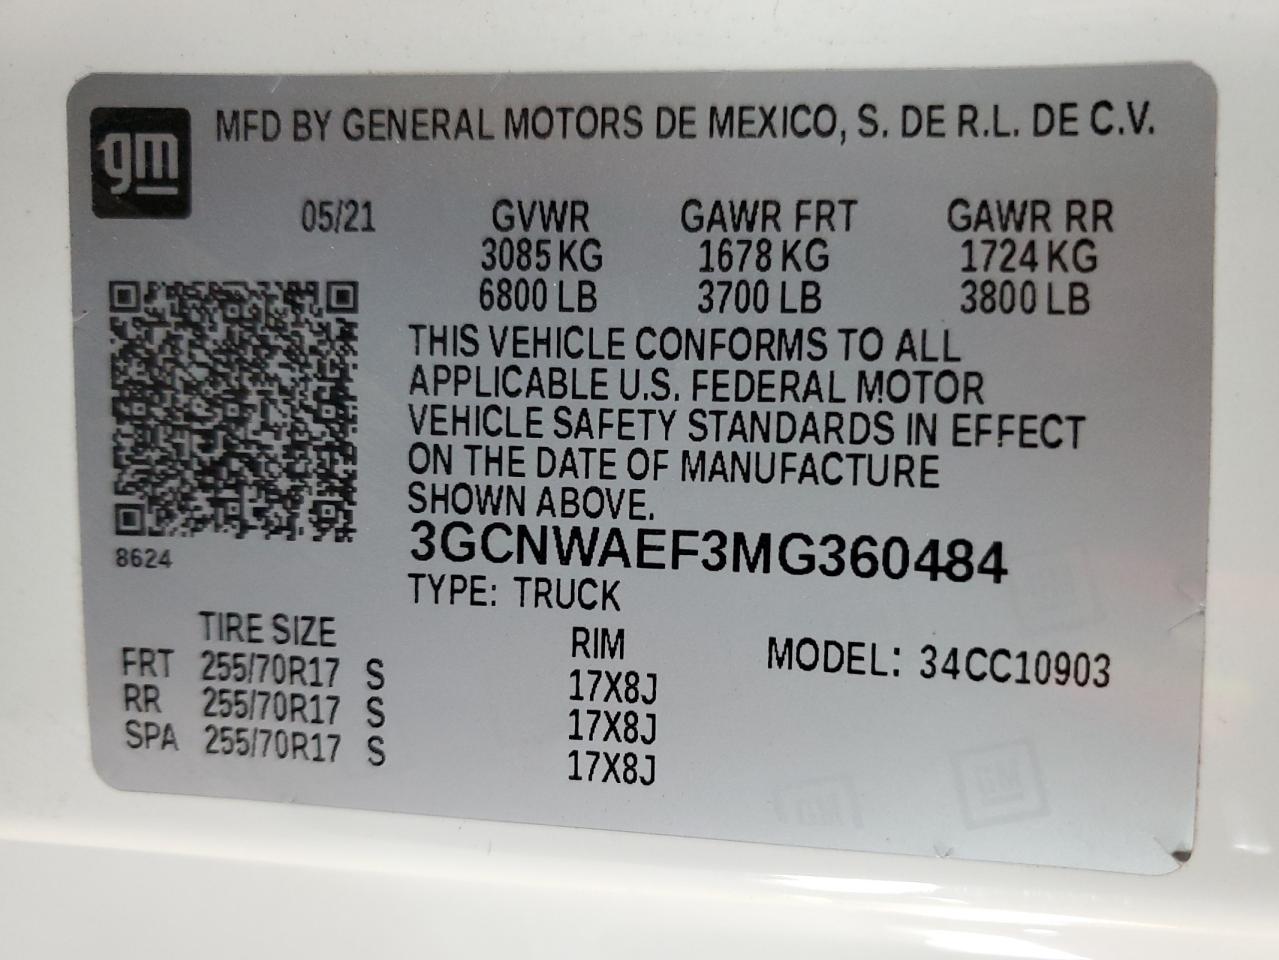 gm
MFD BY GENERAL MOTORS DE MEXICO, S. DE R.L. DE C.V.
05/21 GVWR GAWR FRT GAWR RR
3085 KG 1678 KG 1724 KG
6800 LB 3700 LB 3800 LB
THIS VEHICLE CONFORMS TO ALL
APPLICABLE U.S. FEDERAL MOTOR
VEHICLE SAFETY STANDARDS IN EFFECT
ON THE DATE OF MANUFACTURE
SHOWN ABOVE.
3GCNWAEF3MG360484
8624
TYPE: TRUCK
TIRE SIZE RIM MODEL: 34CC10903
FRT 255/70R17 S 17X8J
RR 255/70R17 S 17X8J
SPA 255/70R17 S 17X8J
GM
GM
GM